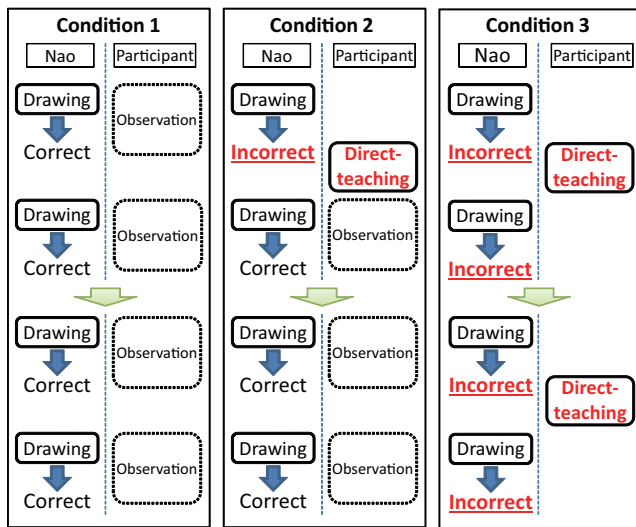 Condition 1
Nao
Participant
Drawing
Observation
Correct
Drawing
Observation
Correct
Drawing
Observation
Correct
Drawing
Observation
Correct
Condition 2
Nao
Participant
Drawing
Incorrect
Direct-
teaching
Drawing
Observation
Correct
Drawing
Observation
Correct
Drawing
Observation
Correct
Condition 3
Nao
Participant
Drawing
Incorrect
Direct-
teaching
Drawing
Incorrect
Drawing
Incorrect
Direct-
teaching
Drawing
Incorrect